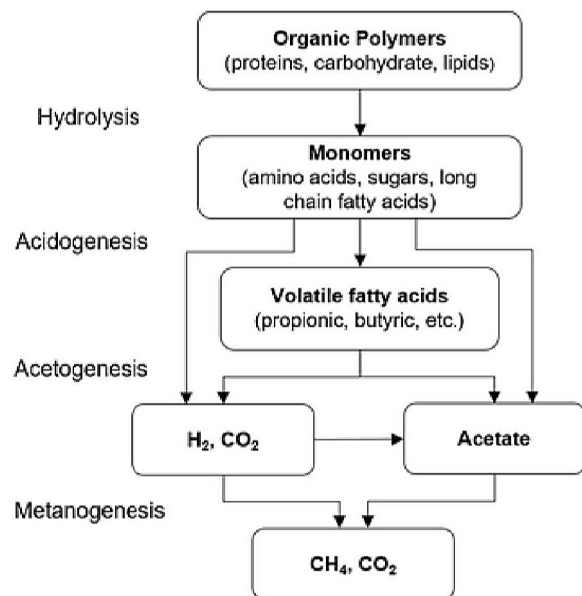 Organic Polymers
(proteins, carbohydrate, lipids)
Hydrolysis
Monomers
(amino acids, sugars, long
chain fatty acids)
Acidogenesis
Volatile fatty acids
(propionic, butyric, etc.)
Acetogenesis
H₂, CO₂
Acetate
Metanogenesis
CH₄, CO₂